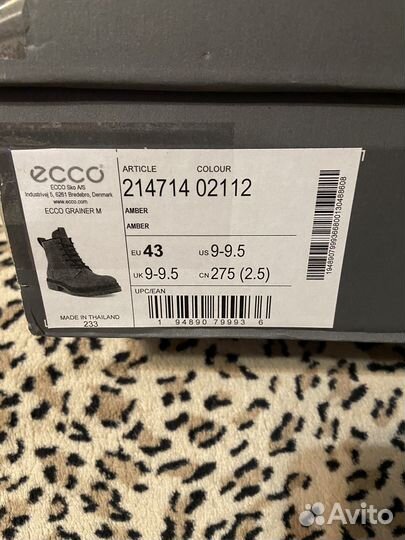 ecco
ECCO Sko A/S
Industrivej 5, 6261 Bredebro, Denmark
www.ecco.com
ECCO GRAINER M
MADE IN THAILAND
233
ARTICLE COLOUR
214714 02112
AMBER
AMBER
EU 43 US 9-9.5
UK 9-9.5 CN 275 (2.5)
UPC/EAN
1 94890 79993 6
Avito